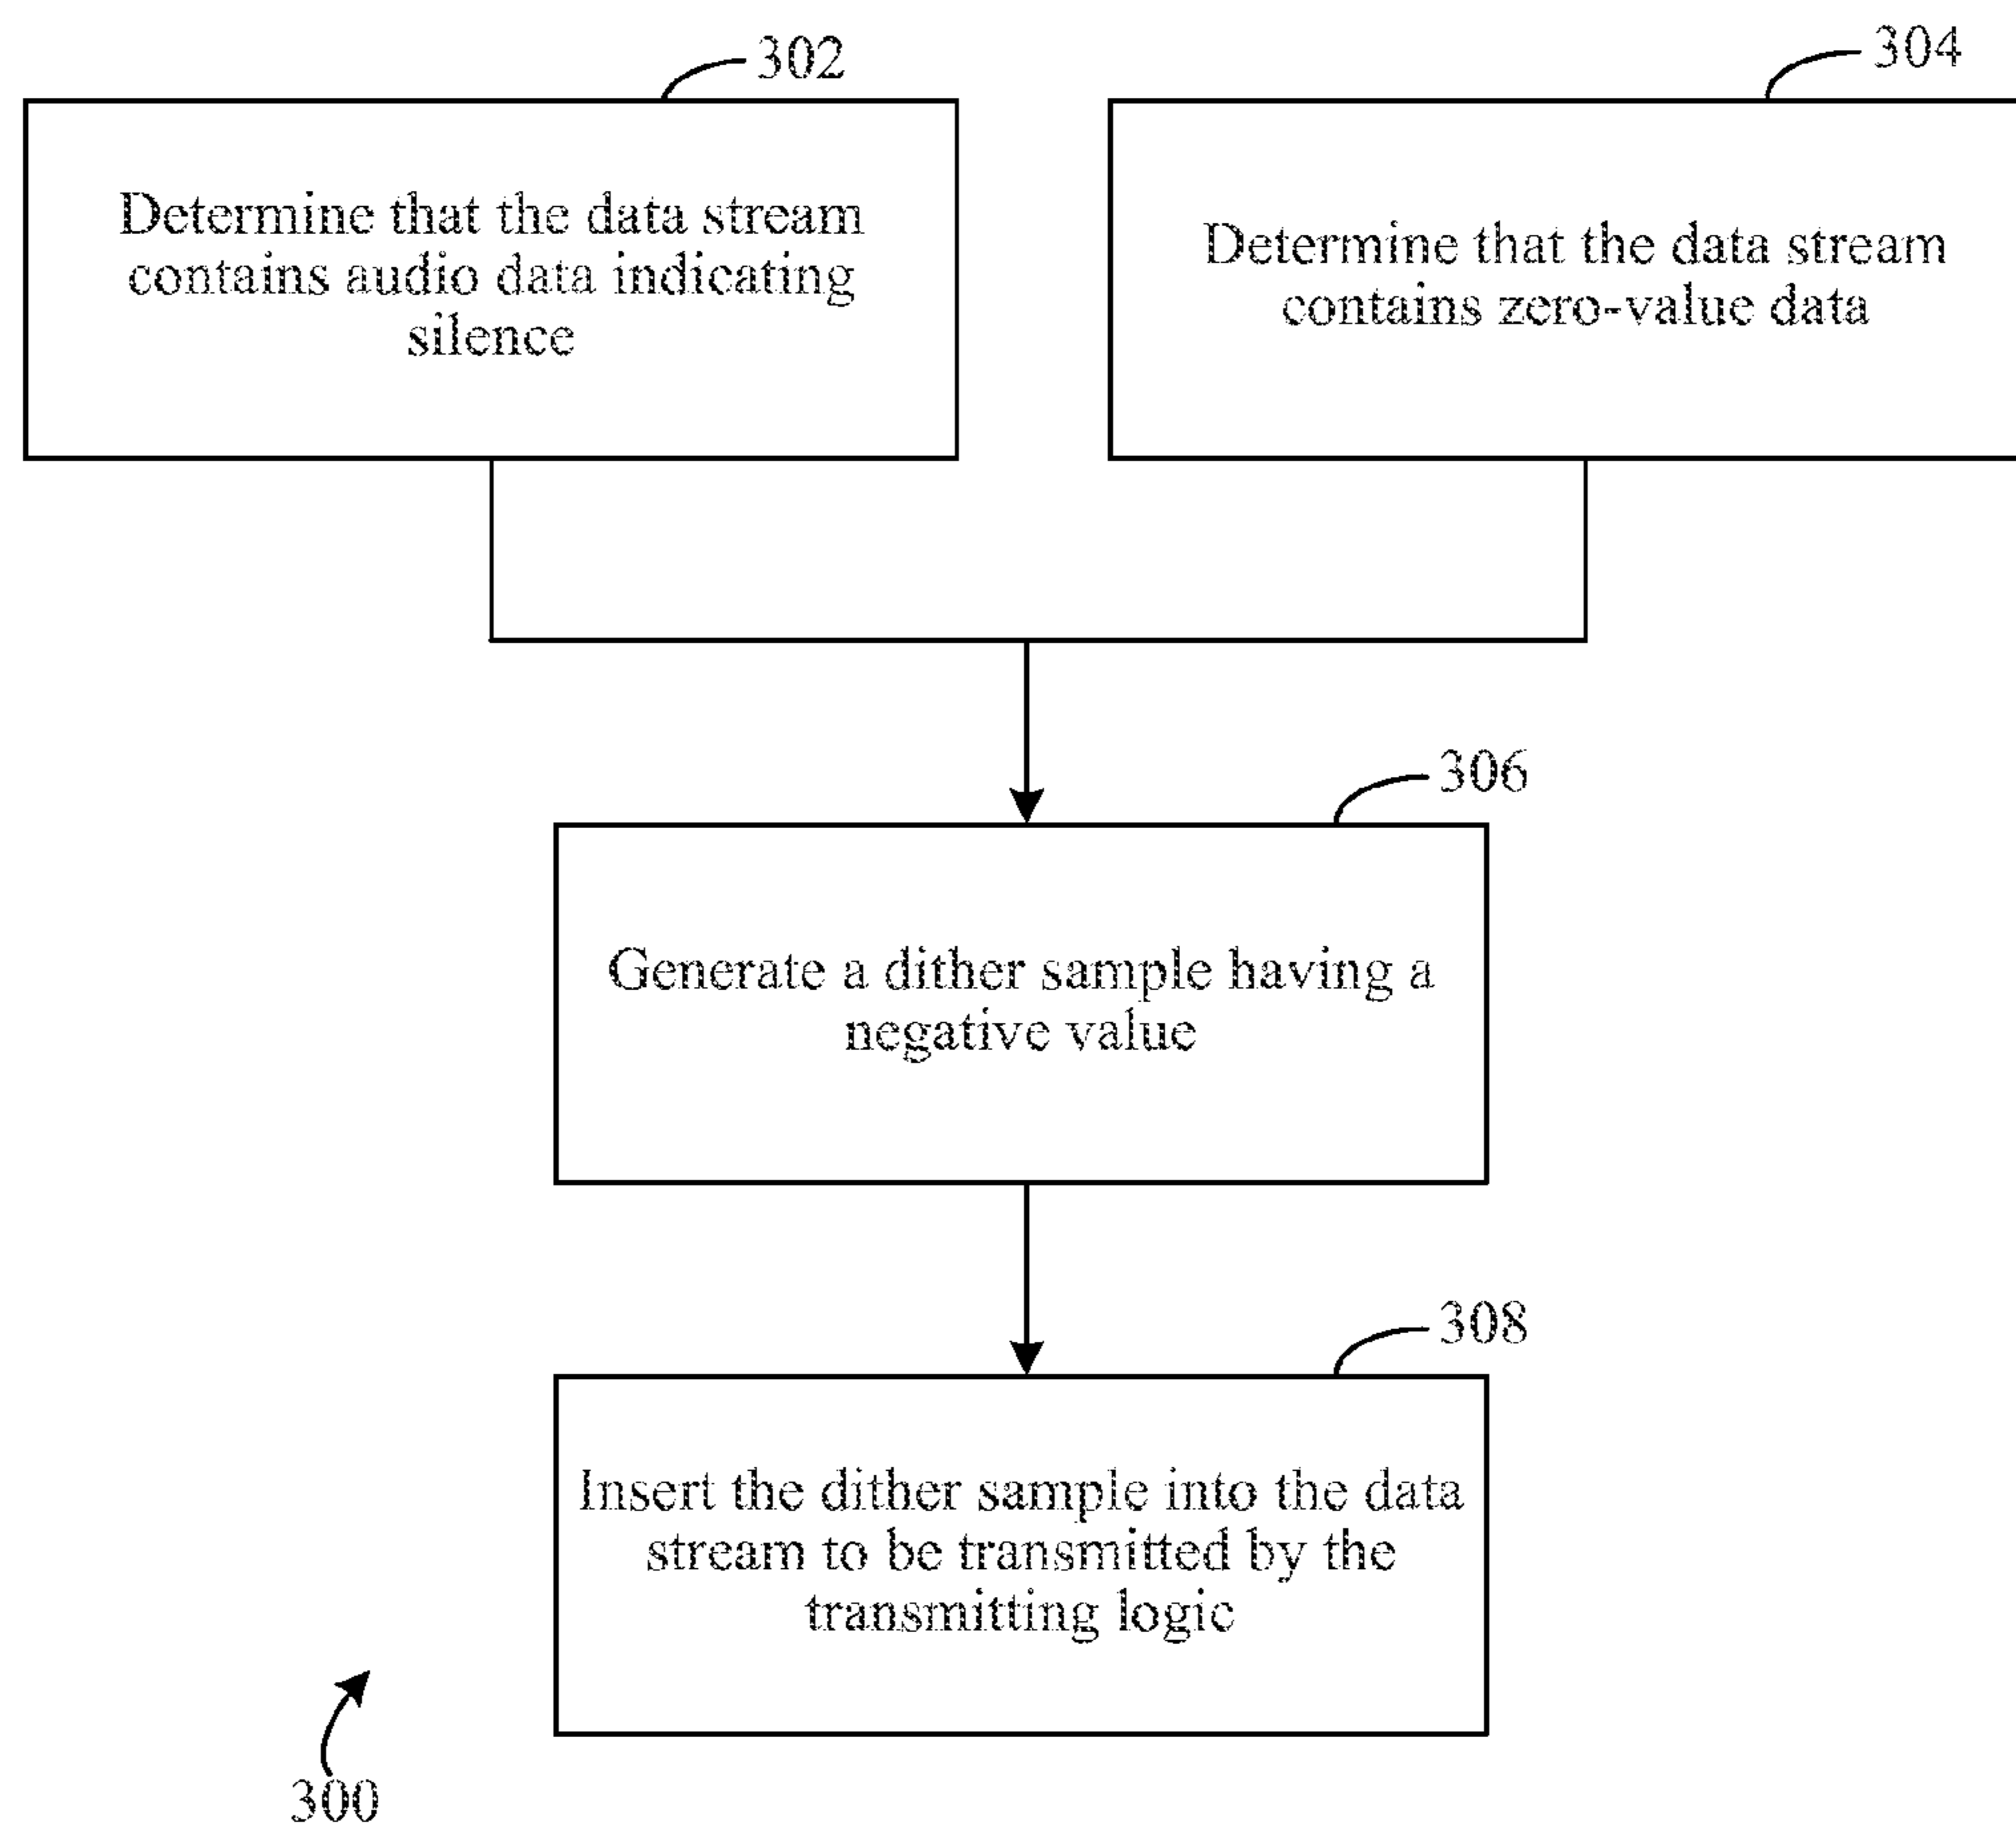 302
304
Determine that the data stream
contains audio data indicating
silence
Determine that the data stream
contains zero-value data
306
Generate a dither sample having a
negative value
308
Insert the dither sample into the data
stream to be transmitted by the
transmitting logic
300